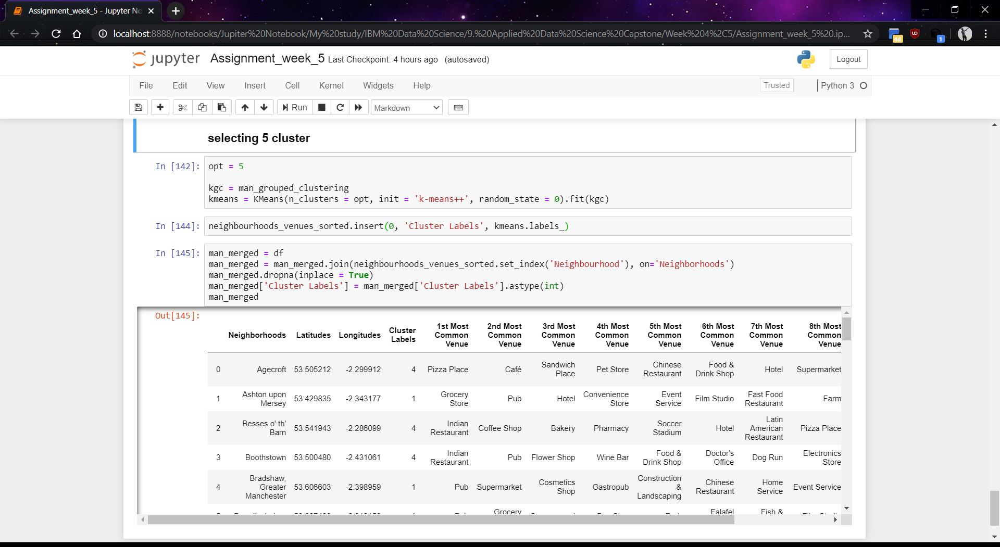 Assignment_week_5 - Jupyter No
localhost:8888/notebooks/Jupiter%20Notebook/My%20study/IBM%20Data%20Science/9.%20Applied%20Data%20Science%20Capstone/Week%204%2C5/Assignment_week_5%20.ip...
4d
UD
1
jupyter Assignment_week_5 Last Checkpoint: 4 hours ago (autosaved)
Logout
File Edit View Insert Cell Kernel Widgets Help
Trusted
Python 3
Run
Markdown
selecting 5 cluster
In [142]: opt = 5
kgc = man_grouped_clustering
kmeans = KMeans(n_clusters = opt, init = 'k-means++', random_state = 0).fit(kgc)
In [144]: neighbourhoods_venues_sorted.insert(0, 'Cluster Labels', kmeans.labels_)
In [145]: man_merged = df
man_merged = man_merged.join(neighbourhoods_venues_sorted.set_index('Neighbourhood'), on='Neighborhoods')
man_merged.dropna(inplace = True)
man_merged['Cluster Labels'] = man_merged['Cluster Labels'].astype(int)
man_merged
Out[145]:
Neighborhoods Latitudes Longitudes Cluster Labels 1st Most Common Venue 2nd Most Common Venue 3rd Most Common Venue 4th Most Common Venue 5th Most Common Venue 6th Most Common Venue 7th Most Common Venue 8th Most Common Venue
0 Agecroft 53.505212 -2.299912 4 Pizza Place Café Sandwich Place Pet Store Chinese Restaurant Food & Drink Shop Hotel Supermarket
1 Ashton upon Mersey 53.429835 -2.343177 1 Grocery Store Pub Hotel Convenience Store Event Service Film Studio Fast Food Restaurant Farm
2 Besses o' th' Barn 53.541943 -2.286099 4 Indian Restaurant Coffee Shop Bakery Pharmacy Soccer Stadium Hotel Latin American Restaurant Pizza Place
3 Boothstown 53.500480 -2.431061 4 Indian Restaurant Pub Flower Shop Wine Bar Food & Drink Shop Doctor's Office Dog Run Electronics Store
4 Bradshaw, Greater Manchester 53.606603 -2.398959 1 Pub Supermarket Cosmetics Shop Gastropub Construction & Landscaping Chinese Restaurant Home Service Event Service
Grocery Falafel Fish &